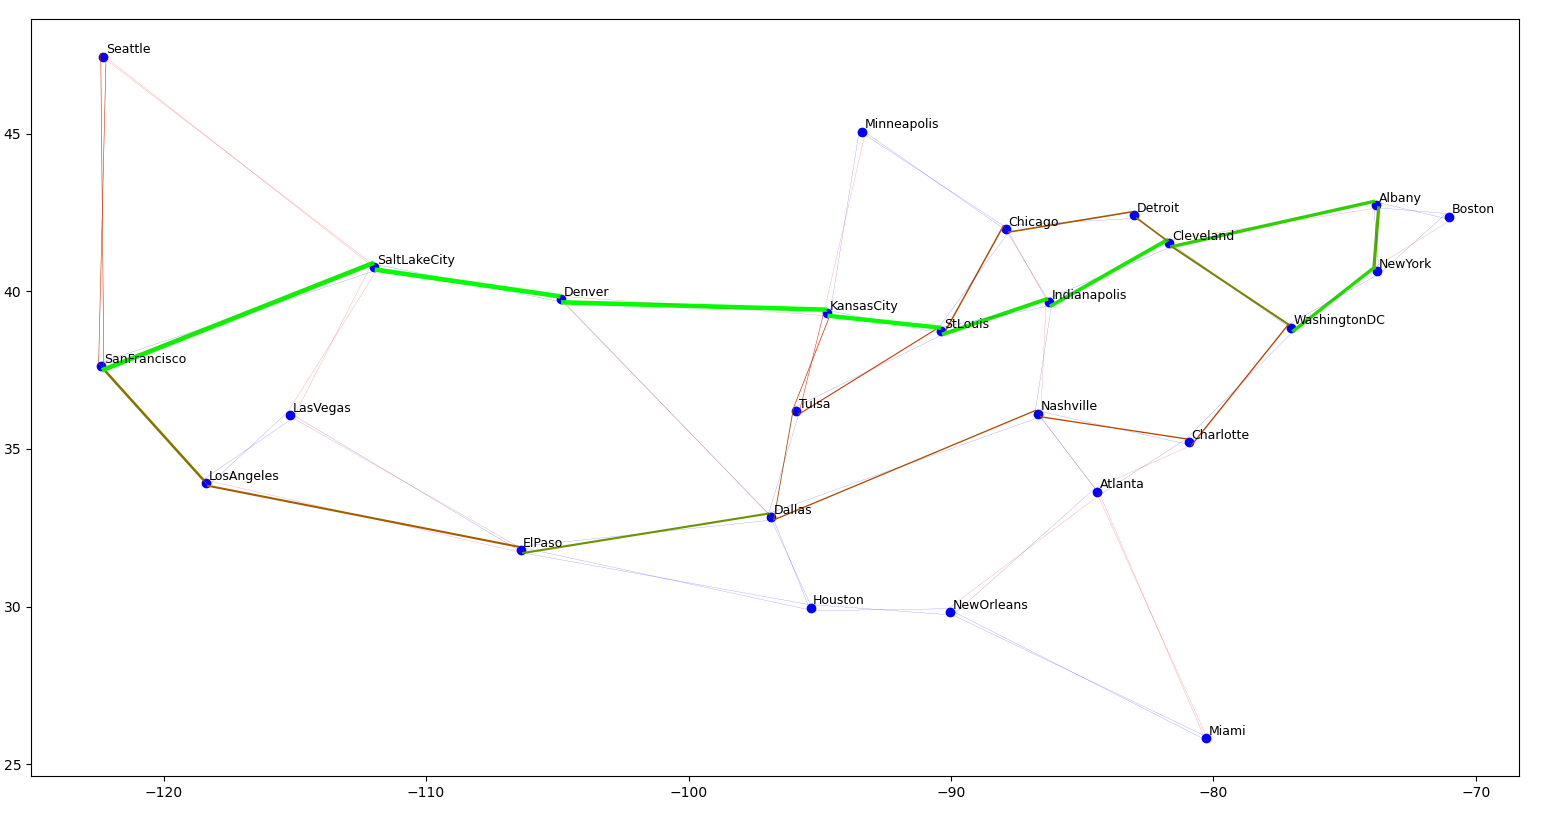 Seattle
45
Minneapolis
Albany
Boston
Detroit
Chicago
Cleveland
SaltLakeCity
NewYork
40
Denver
Indianapolis
KansasCity
WashingtonDC
StLouis
SanFrancisco
LasVegas
Tulsa
Nashville
35
Charlotte
LosAngeles
Atlanta
Dallas
ElPaso
30
Houston
NewOrleans
Miami
25
−120
−110
−100
−90
−80
−70